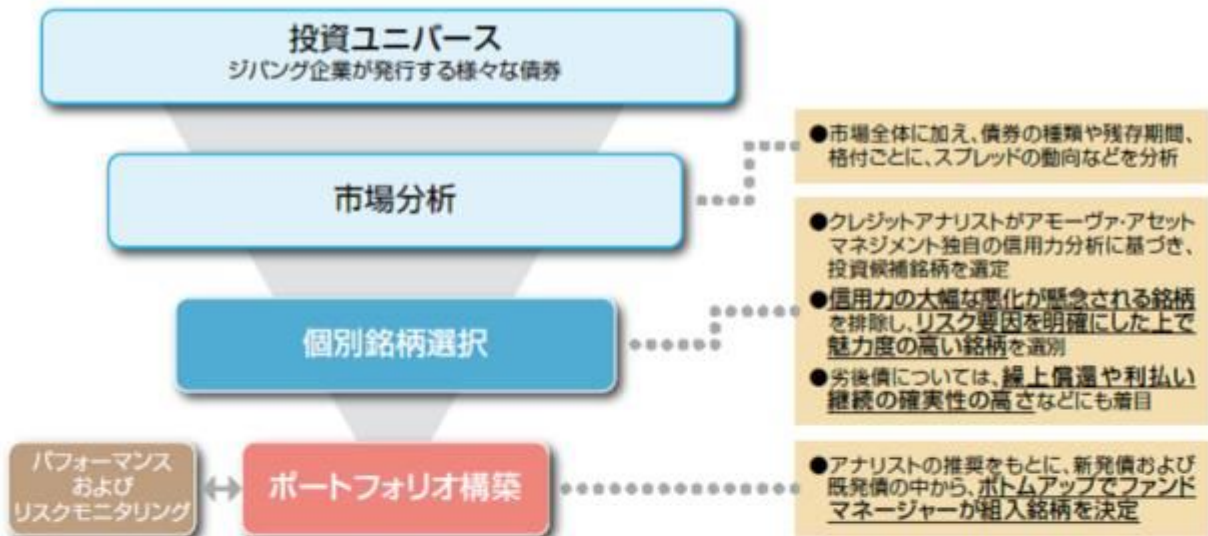 投資ユニバース
ジパング企業が発行する様々な債券
市場分析
●市場全体に加え、債券の種類や残存期間、
格付ごとに、スプレッドの動向などを分析
個別銘柄選択
●クレジットアナリストがアモーヴァ・アセット
マネジメント独自の信用力分析に基づき、
投資候補銘柄を選定
●信用力の大幅な悪化が懸念される銘柄
を排除し、リスク要因を明確にした上で
魅力度の高い銘柄を選別
●劣後債については、繰上償還や利払い
継続の確実性の高さなどにも着目
パフォーマンス
および
リスクモニタリング
ポートフォリオ構築
●アナリストの推奨をもとに、新発債および
既発債の中から、ボトムアップでファンド
マネージャーが組入銘柄を決定